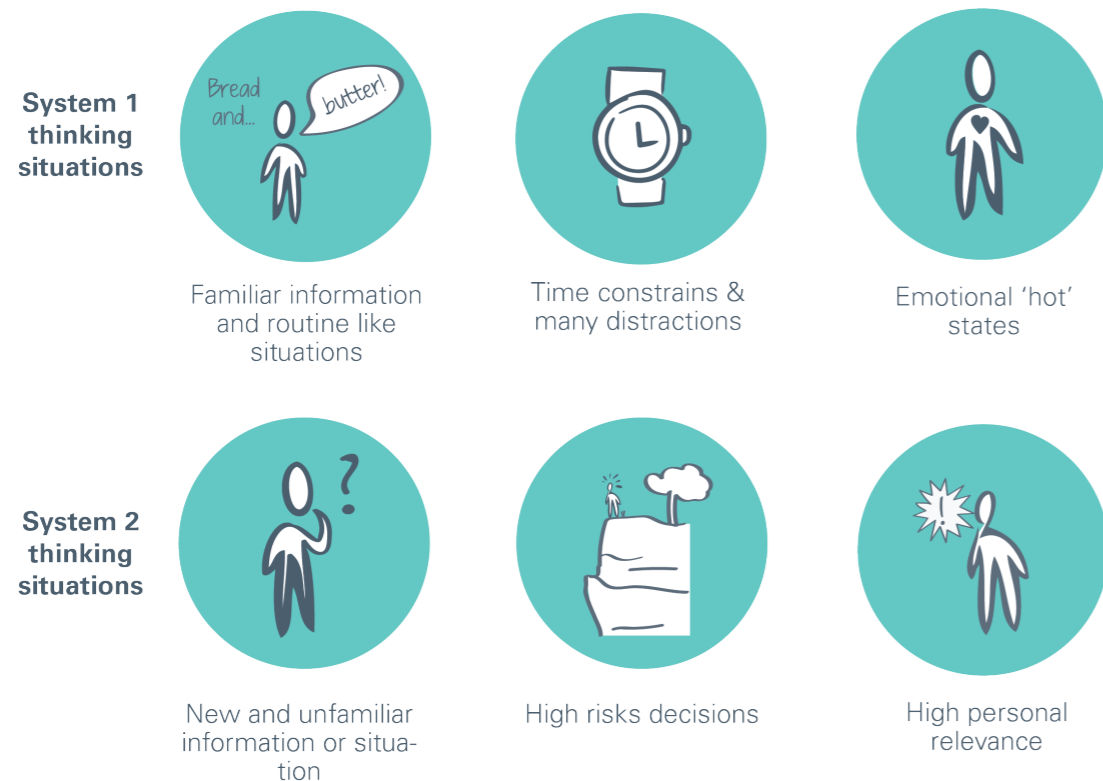 System 1
thinking
situations
Bread
and...
butter!
Familiar information
and routine like
situations
Time constrains &
many distractions
Emotional ‘hot’
states
System 2
thinking
situations
?
!
New and unfamiliar
information or situa-
tion
High risks decisions
High personal
relevance